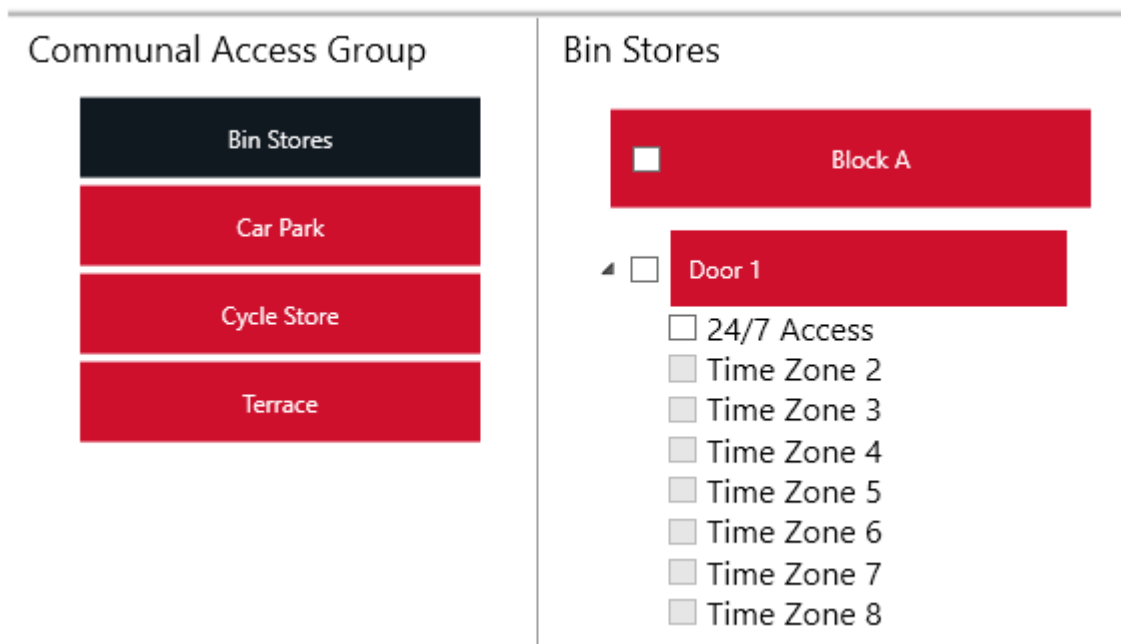 Communal Access Group
Bin Stores
Car Park
Cycle Store
Terrace
Bin Stores
Block A
Door 1
24/7 Access
Time Zone 2
Time Zone 3
Time Zone 4
Time Zone 5
Time Zone 6
Time Zone 7
Time Zone 8